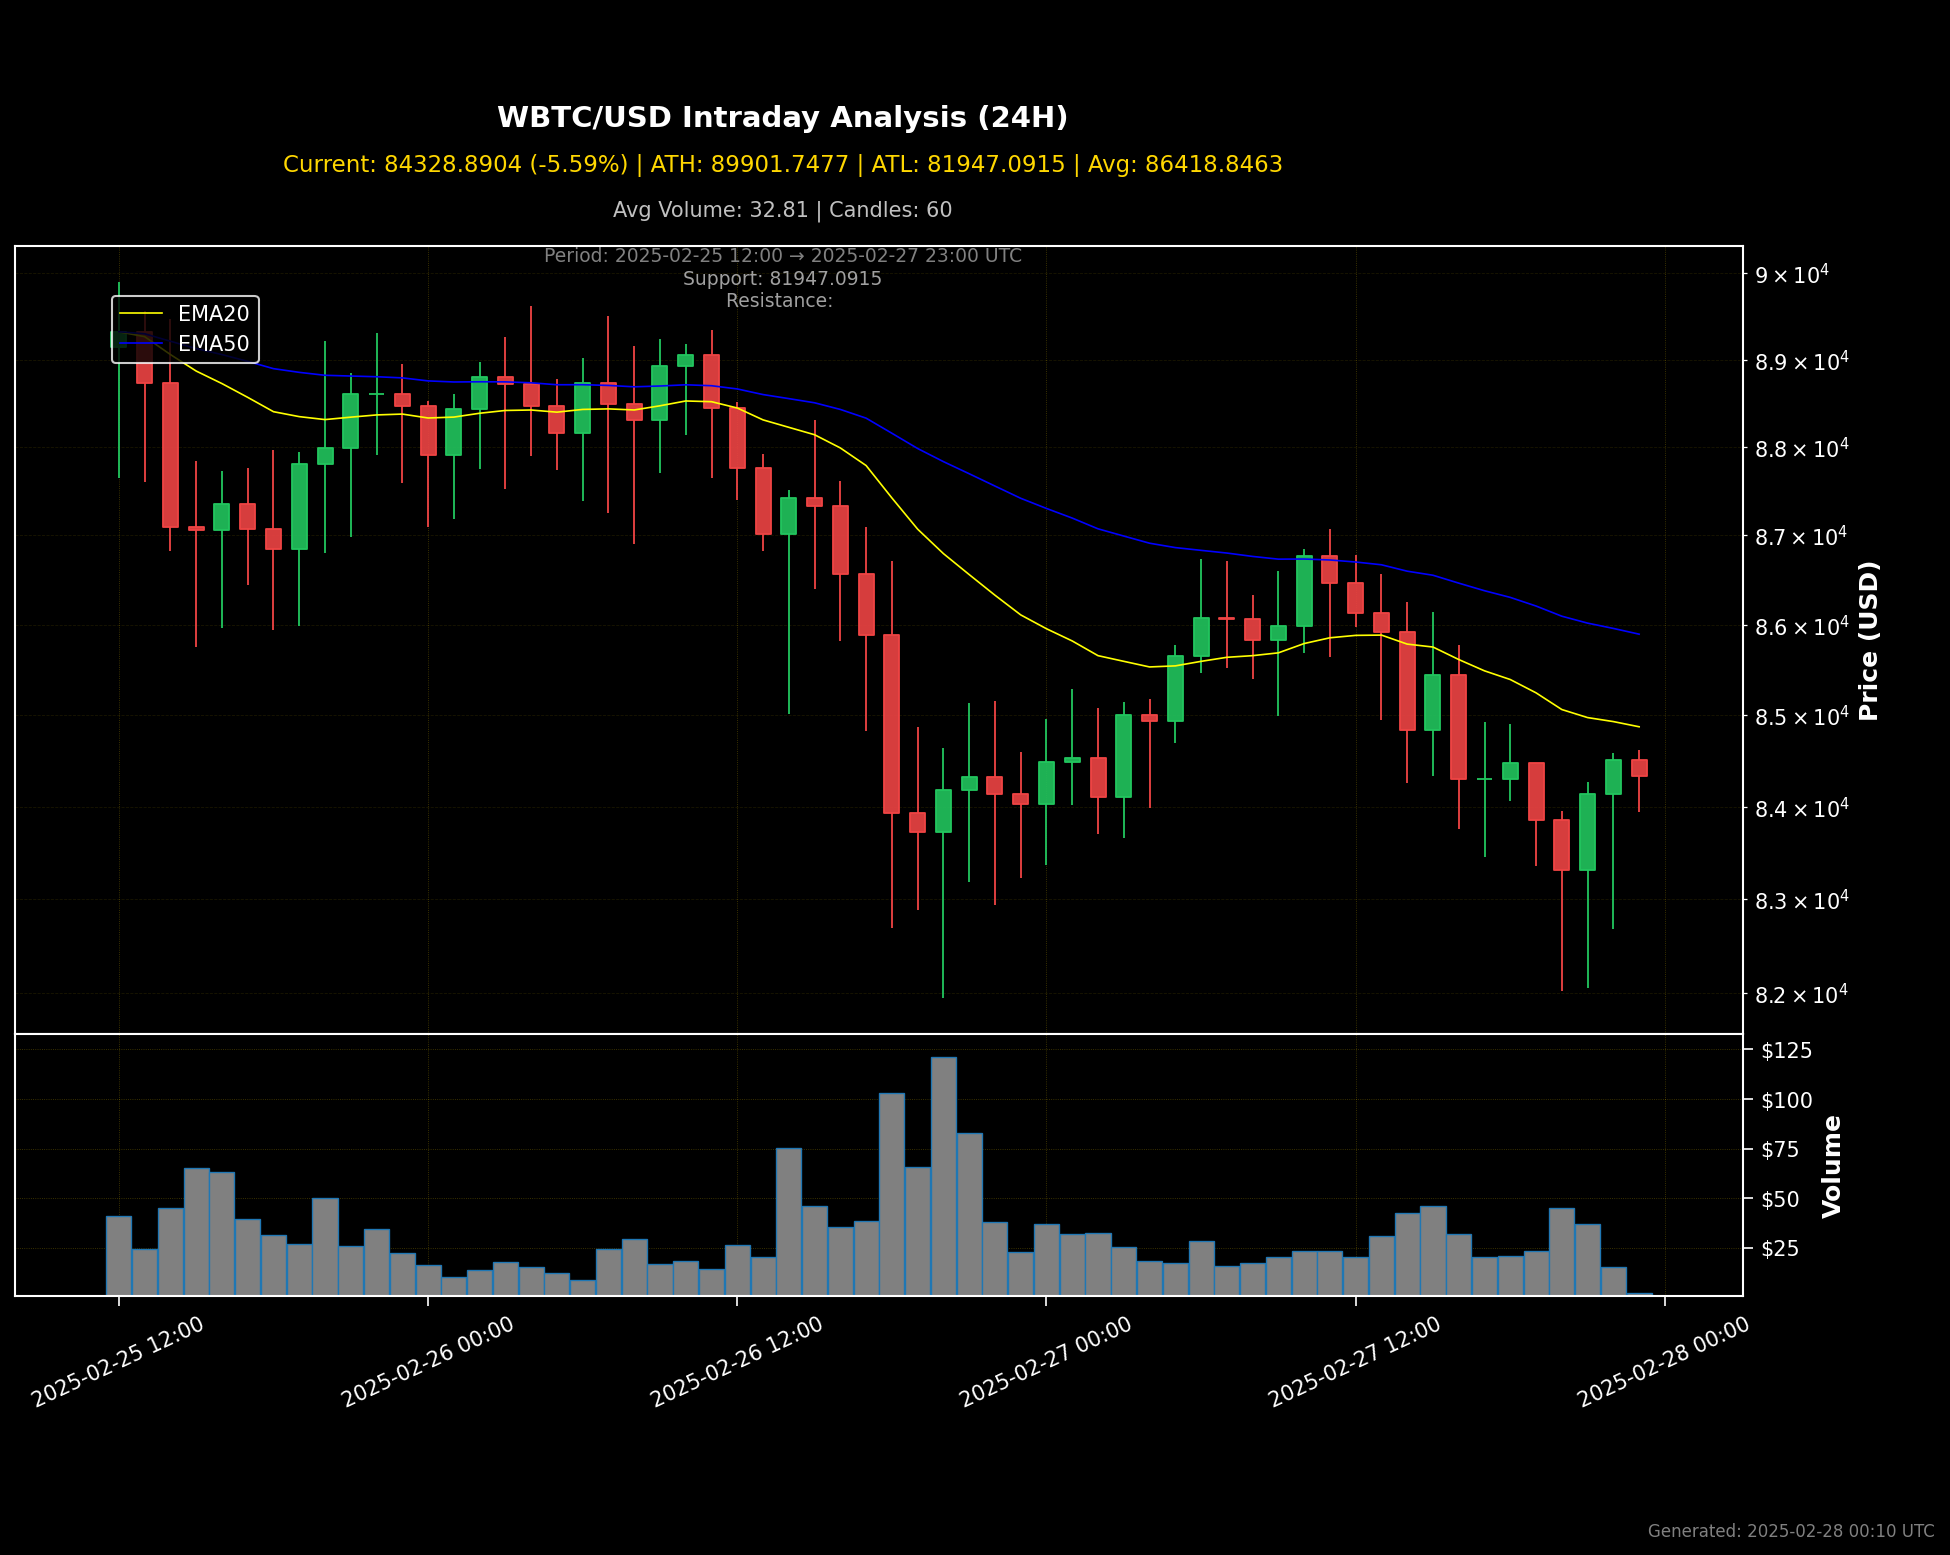 WBTC/USD Intraday Analysis (24H)
Current: 84328.8904 (-5.59%) | ATH: 89901.7477 | ATL: 81947.0915 | Avg: 86418.8463
Avg Volume: 32.81 | Candles: 60
Period: 2025-02-25 12:00 → 2025-02-27 23:00 UTC
Support: 81947.0915
Resistance:
EMA20
EMA50
9×10⁴
8.9×10⁴
8.8×10⁴
8.7×10⁴
8.6×10⁴
8.5×10⁴
8.4×10⁴
8.3×10⁴
8.2×10⁴
Price (USD)
$125
$100
$75
$50
$25
Volume
2025-02-25 12:00
2025-02-26 00:00
2025-02-26 12:00
2025-02-27 00:00
2025-02-27 12:00
2025-02-28 00:00
Generated: 2025-02-28 00:10 UTC